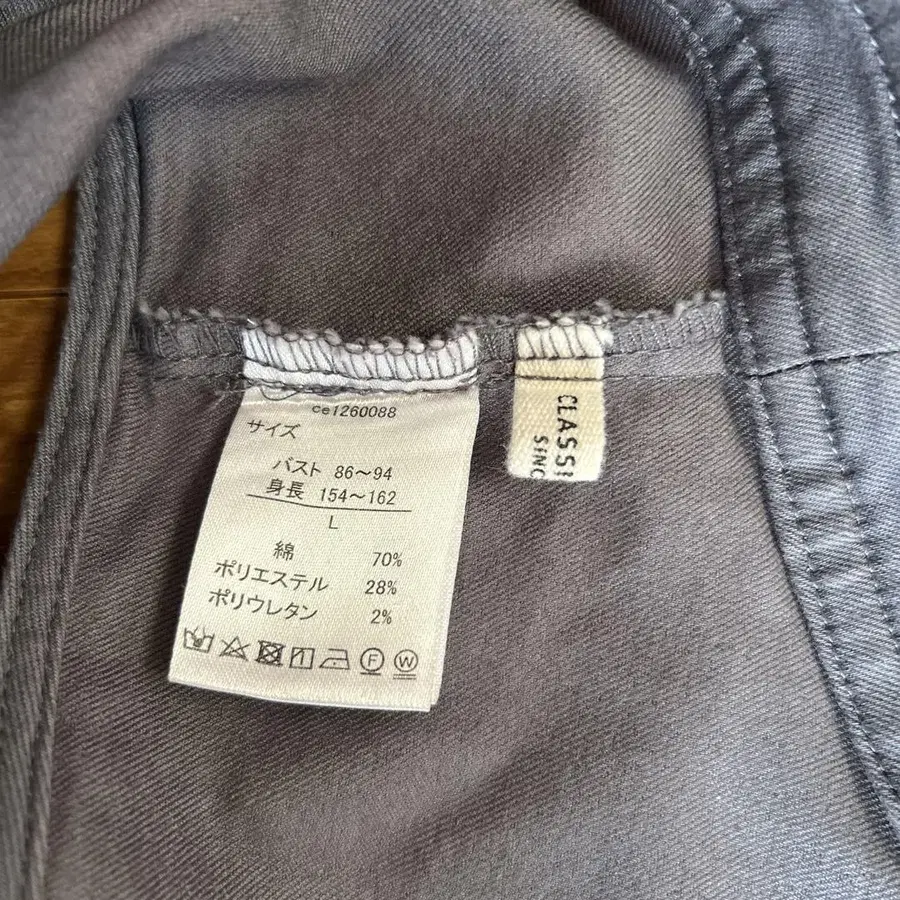 ce1260088
サイズ
バスト 86～94
身長 154～162
L
綿 70%
ポリエステル 28%
ポリウレタン 2%
F W
CLASSI
SINC